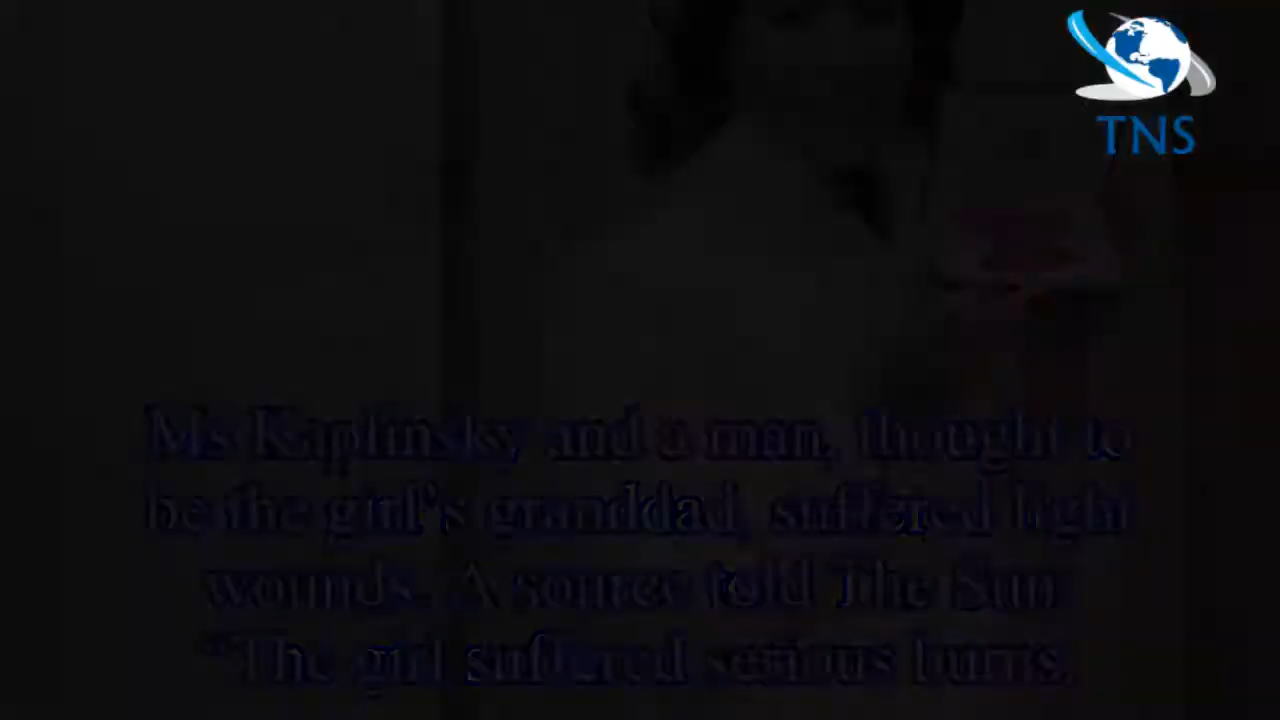 TNS
Ms Kaplinsky and a man, thought to
be the girl's granddad, suffered light
wounds. A source told The Sun
"The girl suffered serious burns.